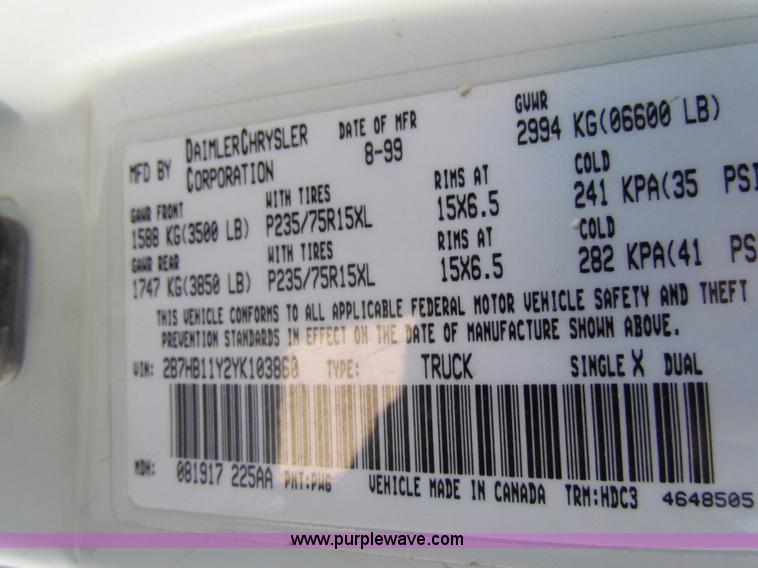 MFD BY DAIMLERCHRYSLER CORPORATION DATE OF MFR 8-99 GVWR 2994 KG(06600 LB)
GAWR FRONT WITH TIRES RIMS AT COLD
1588 KG(3500 LB) P235/75R15XL 15X6.5 241 KPA(35 PSI
GAWR REAR WITH TIRES RIMS AT COLD
1747 KG(3850 LB) P235/75R15XL 15X6.5 282 KPA(41 PS
THIS VEHICLE CONFORMS TO ALL APPLICABLE FEDERAL MOTOR VEHICLE SAFETY AND THEFT
PREVENTION STANDARDS IN EFFECT ON THE DATE OF MANUFACTURE SHOWN ABOVE.
VIN: 2B7HB11Y2YK103860 TYPE: TRUCK SINGLE X DUAL
MDH: 081917 225AA PNT:PW6 VEHICLE MADE IN CANADA TRM:HDC3 4648505
www.purplewave.com